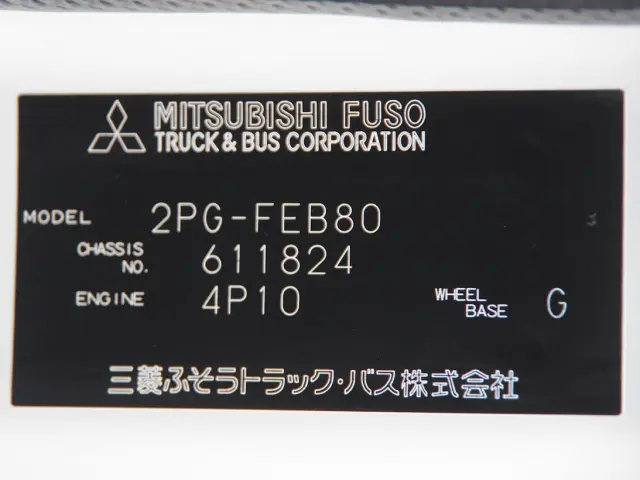 MITSUBISHI FUSO
TRUCK & BUS CORPORATION
MODEL 2PG-FEB80
CHASSIS NO. 611824
ENGINE 4P10 WHEEL BASE G
三菱ふそうトラック・バス株式会社